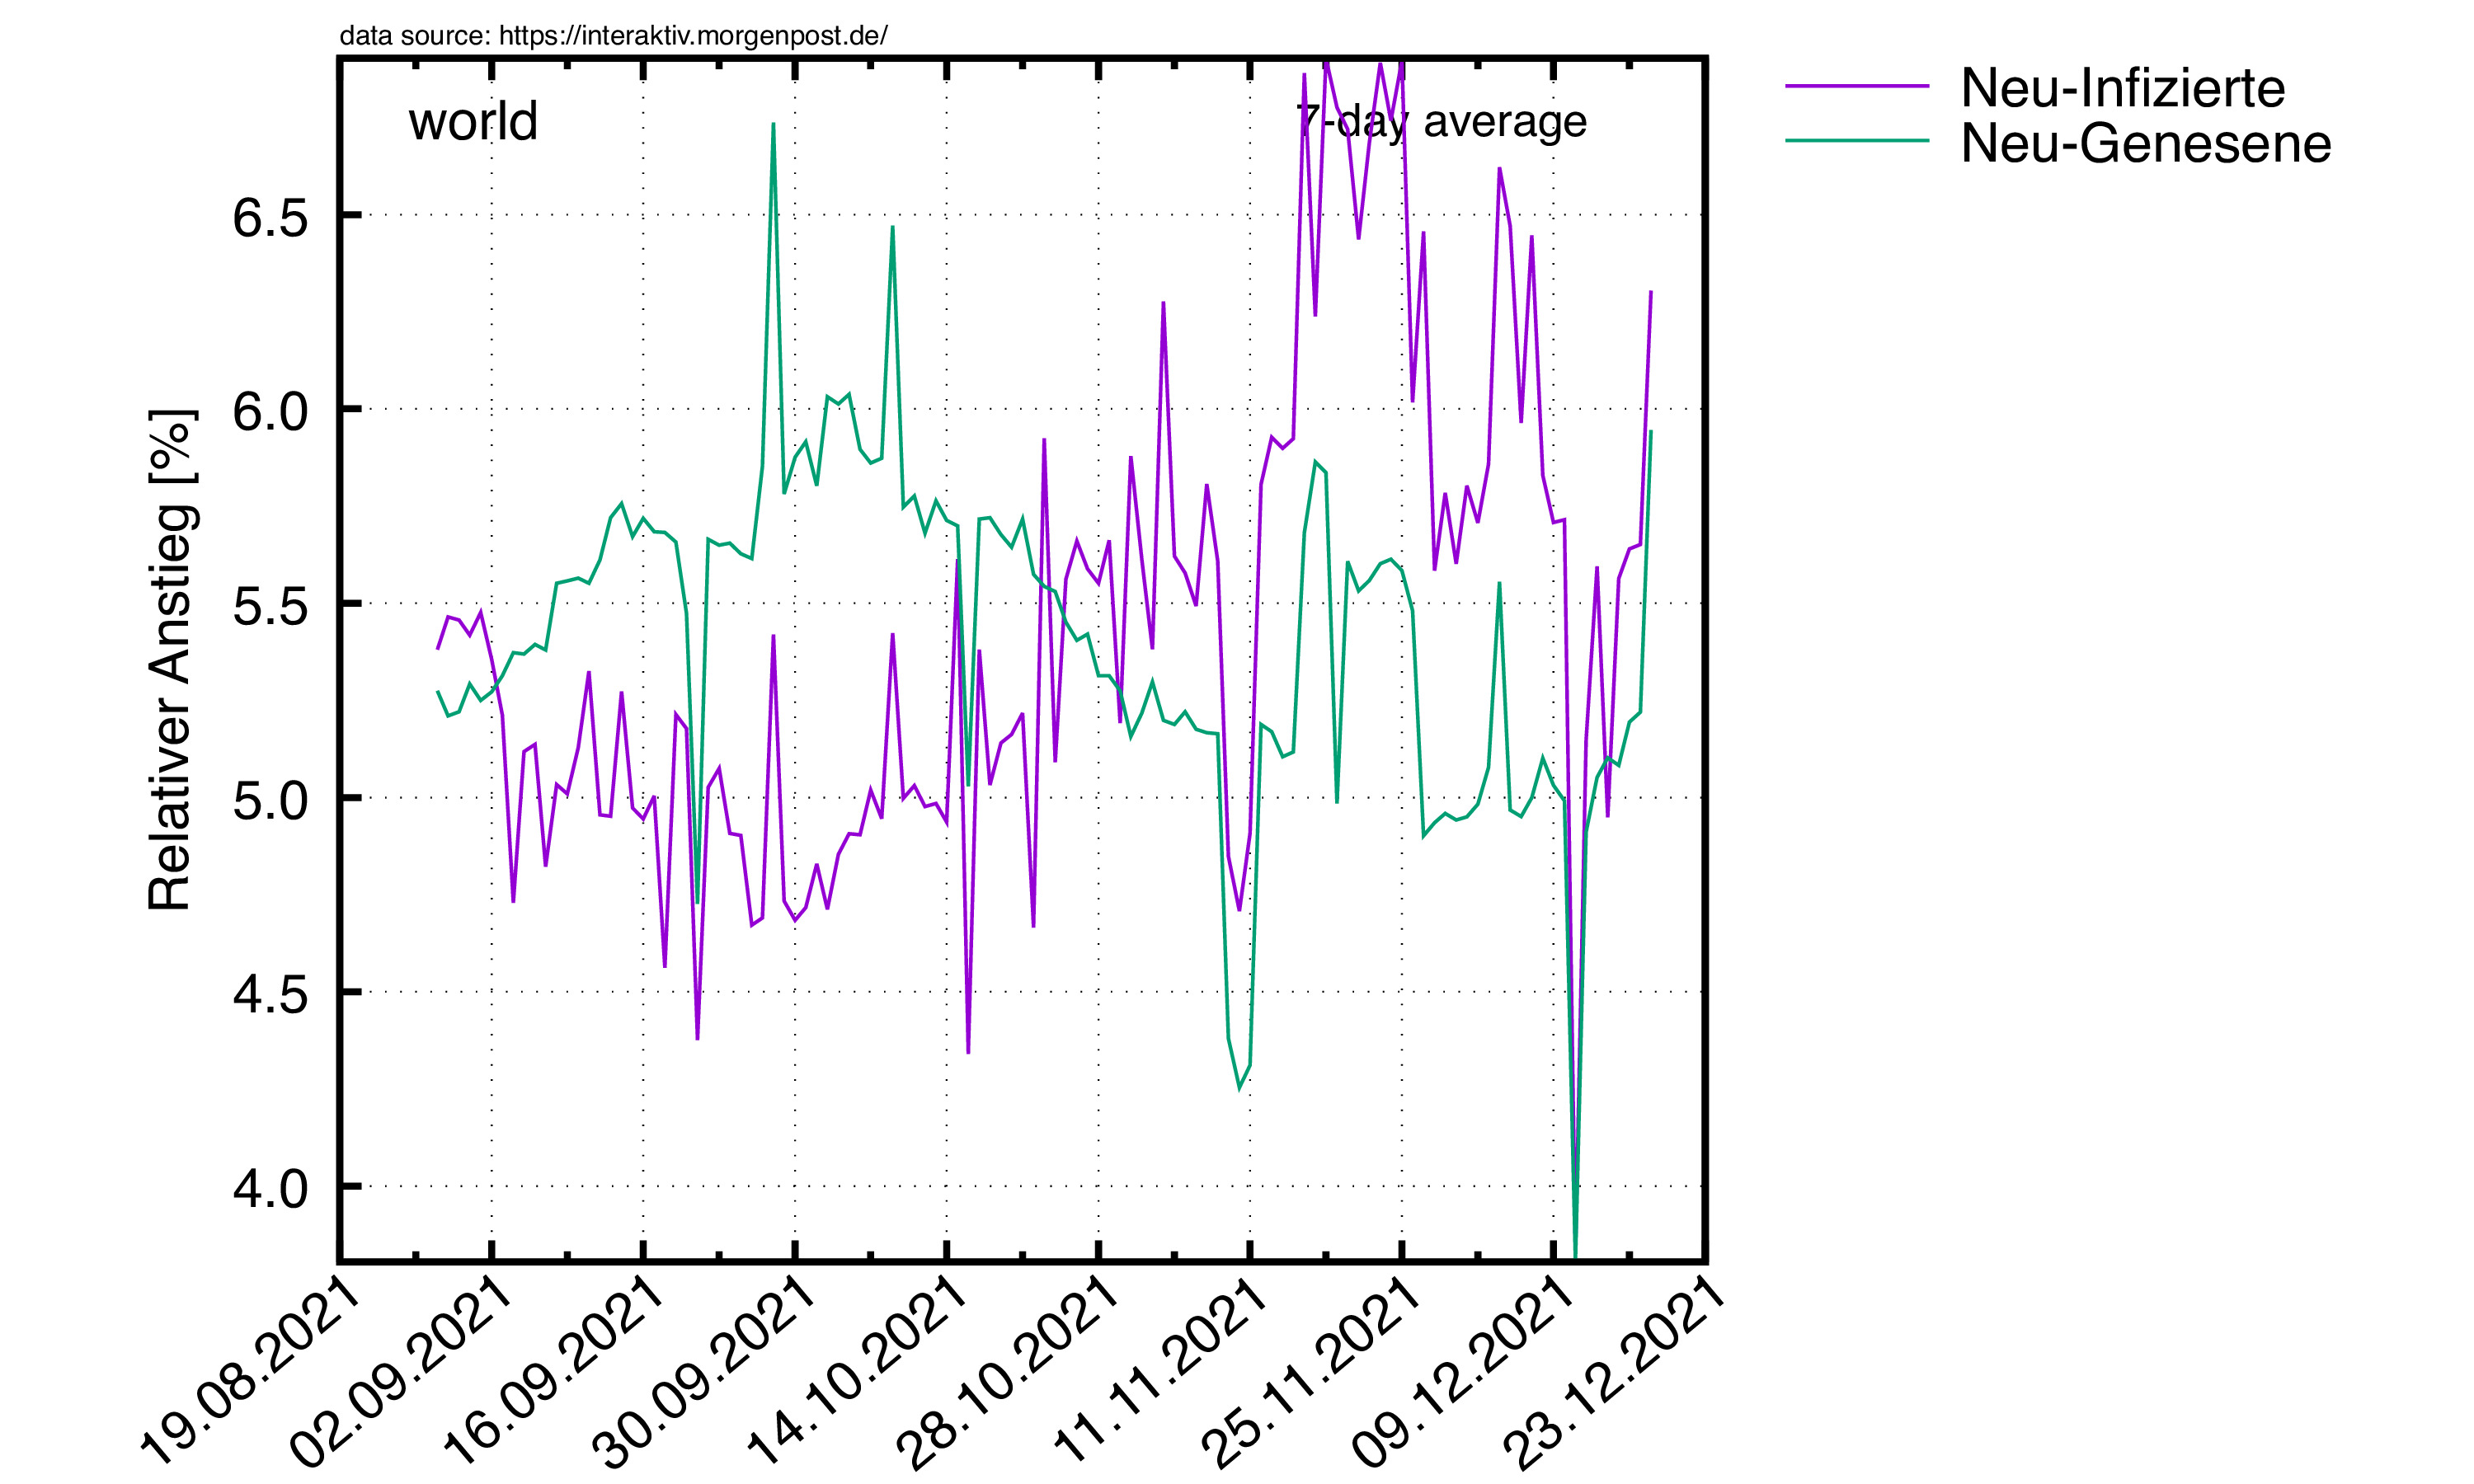 data source: https://interaktiv.morgenpost.de/
world
7-day average
Neu-Infizierte
Neu-Genesene
Relativer Anstieg [%]
6.5
6.0
5.5
5.0
4.5
4.0
19.08.2021
02.09.2021
16.09.2021
30.09.2021
14.10.2021
28.10.2021
11.11.2021
25.11.2021
09.12.2021
23.12.2021